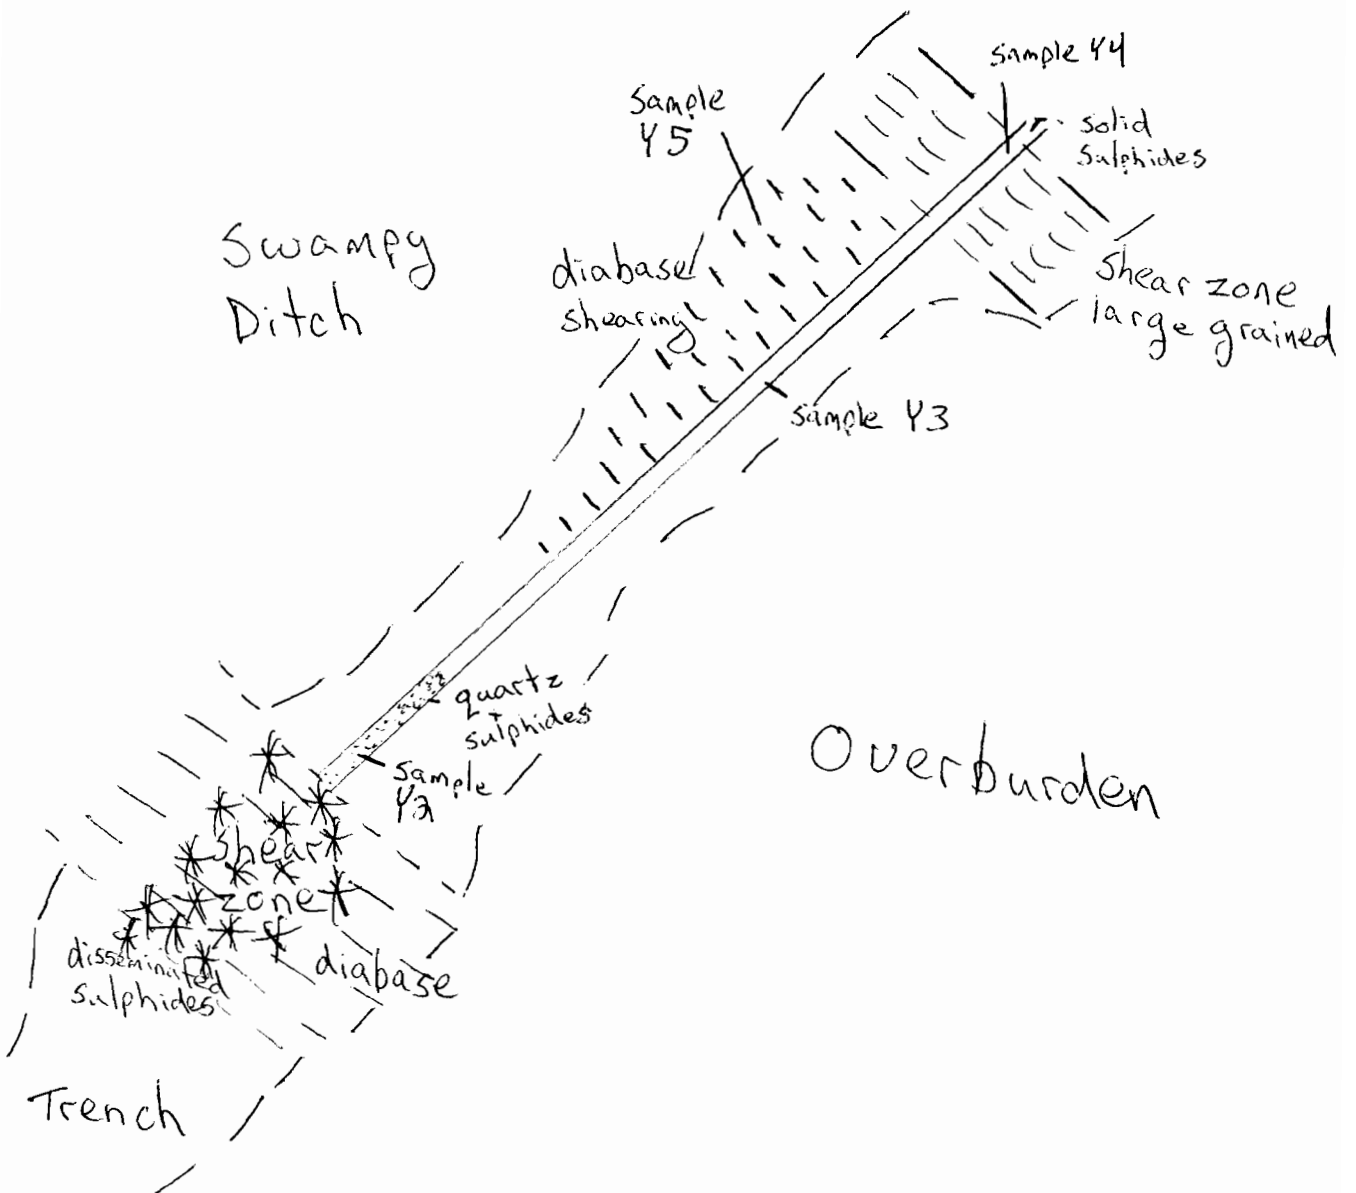 sample Y4
sample
Y5
solid
sulphides
Swampy
Ditch
diabase
shearing
Shear zone
large grained
sample Y3
quartz
+
sulphides
sample
Y2
Overburden
shear
zone
disseminated
sulphides
diabase
Trench